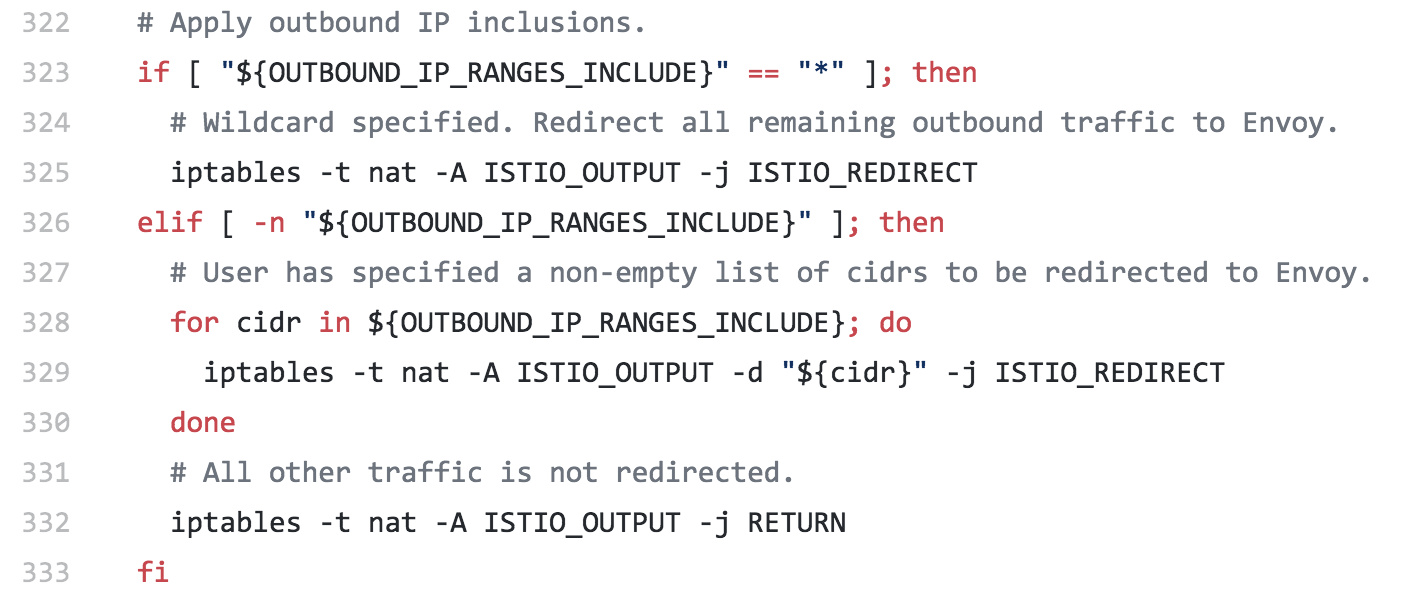 322 # Apply outbound IP inclusions.
323 if [ "${OUTBOUND_IP_RANGES_INCLUDE}" == "*" ]; then
324 # Wildcard specified. Redirect all remaining outbound traffic to Envoy.
325 iptables -t nat -A ISTIO_OUTPUT -j ISTIO_REDIRECT
326 elif [ -n "${OUTBOUND_IP_RANGES_INCLUDE}" ]; then
327 # User has specified a non-empty list of cidrs to be redirected to Envoy.
328 for cidr in ${OUTBOUND_IP_RANGES_INCLUDE}; do
329 iptables -t nat -A ISTIO_OUTPUT -d "${cidr}" -j ISTIO_REDIRECT
330 done
331 # All other traffic is not redirected.
332 iptables -t nat -A ISTIO_OUTPUT -j RETURN
333 fi